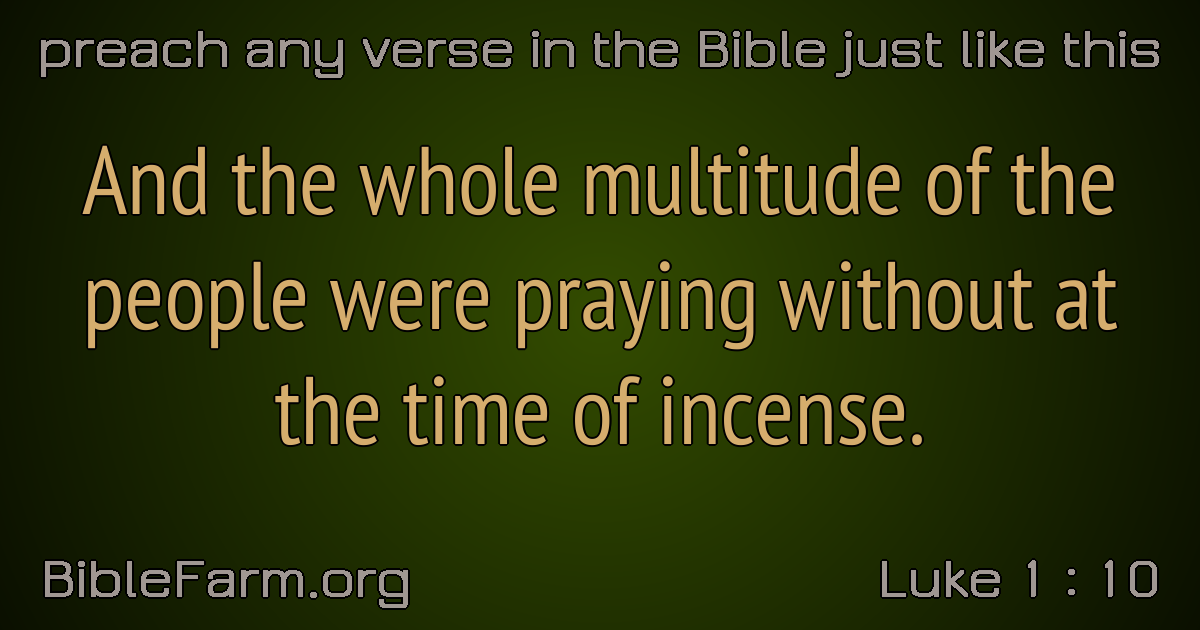 preach any verse in the Bible just like this
And the whole multitude of the
people were praying without at
the time of incense.
BibleFarm.org
Luke 1 : 10